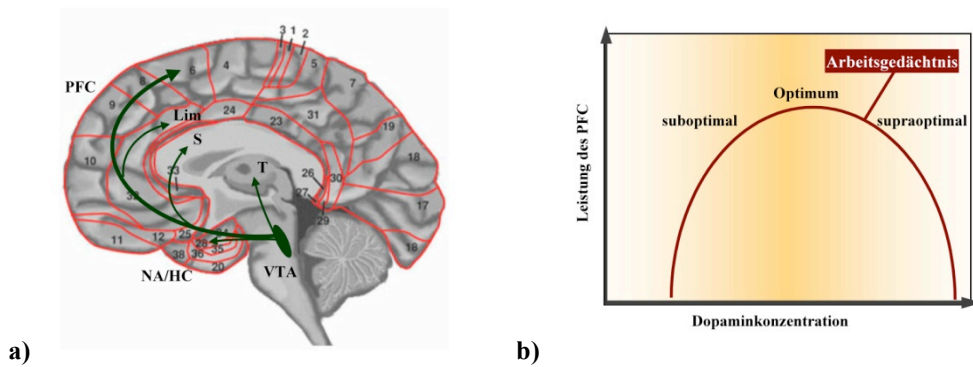 3 1 2
6 4 5
PFC 8 7
9 Lim 24 23 31 19
S
10 T 18
33 26 30
32 27 17
29
11 12 25 28 35 18
38 36
NA/HC 20 VTA
a)
Arbeitsgedächtnis
Optimum
suboptimal supraoptimal
Leistung des PFC
Dopaminkonzentration
b)